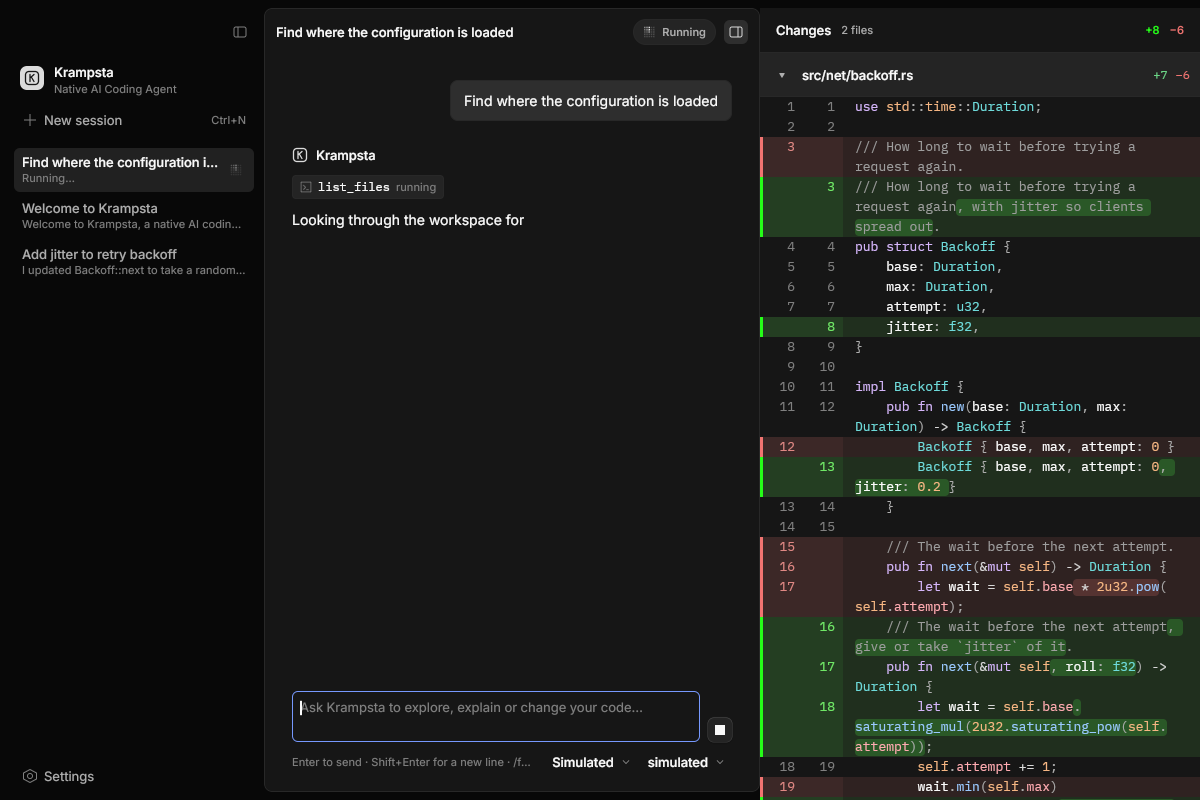 Krampsta
Native AI Coding Agent
New session
Ctrl+N
Find where the configuration i...
Running...
Welcome to Krampsta
Welcome to Krampsta, a native AI codin...
Add jitter to retry backoff
I updated Backoff::next to take a random...
Settings
Find where the configuration is loaded
Running
Find where the configuration is loaded
Krampsta
list_files running
Looking through the workspace for
Ask Krampsta to explore, explain or change your code...
Enter to send · Shift+Enter for a new line · /f...
Simulated
simulated
Changes 2 files +8 −6
src/net/backoff.rs +7 −6
1 1 use std::time::Duration;
2 2
3 /// How long to wait before trying a
request again.
3 /// How long to wait before trying a
request again, with jitter so clients
spread out.
4 4 pub struct Backoff {
5 5 base: Duration,
6 6 max: Duration,
7 7 attempt: u32,
8 jitter: f32,
8 9 }
9 10
10 11 impl Backoff {
11 12 pub fn new(base: Duration, max:
Duration) -> Backoff {
12 Backoff { base, max, attempt: 0 }
13 Backoff { base, max, attempt: 0,
jitter: 0.2 }
13 14 }
14 15
15 /// The wait before the next attempt.
16 pub fn next(&mut self) -> Duration {
17 let wait = self.base * 2u32.pow(
self.attempt);
16 /// The wait before the next attempt,
give or take `jitter` of it.
17 pub fn next(&mut self, roll: f32) ->
Duration {
18 let wait = self.base.
saturating_mul(2u32.saturating_pow(self.
attempt));
18 19 self.attempt += 1;
19 wait.min(self.max)